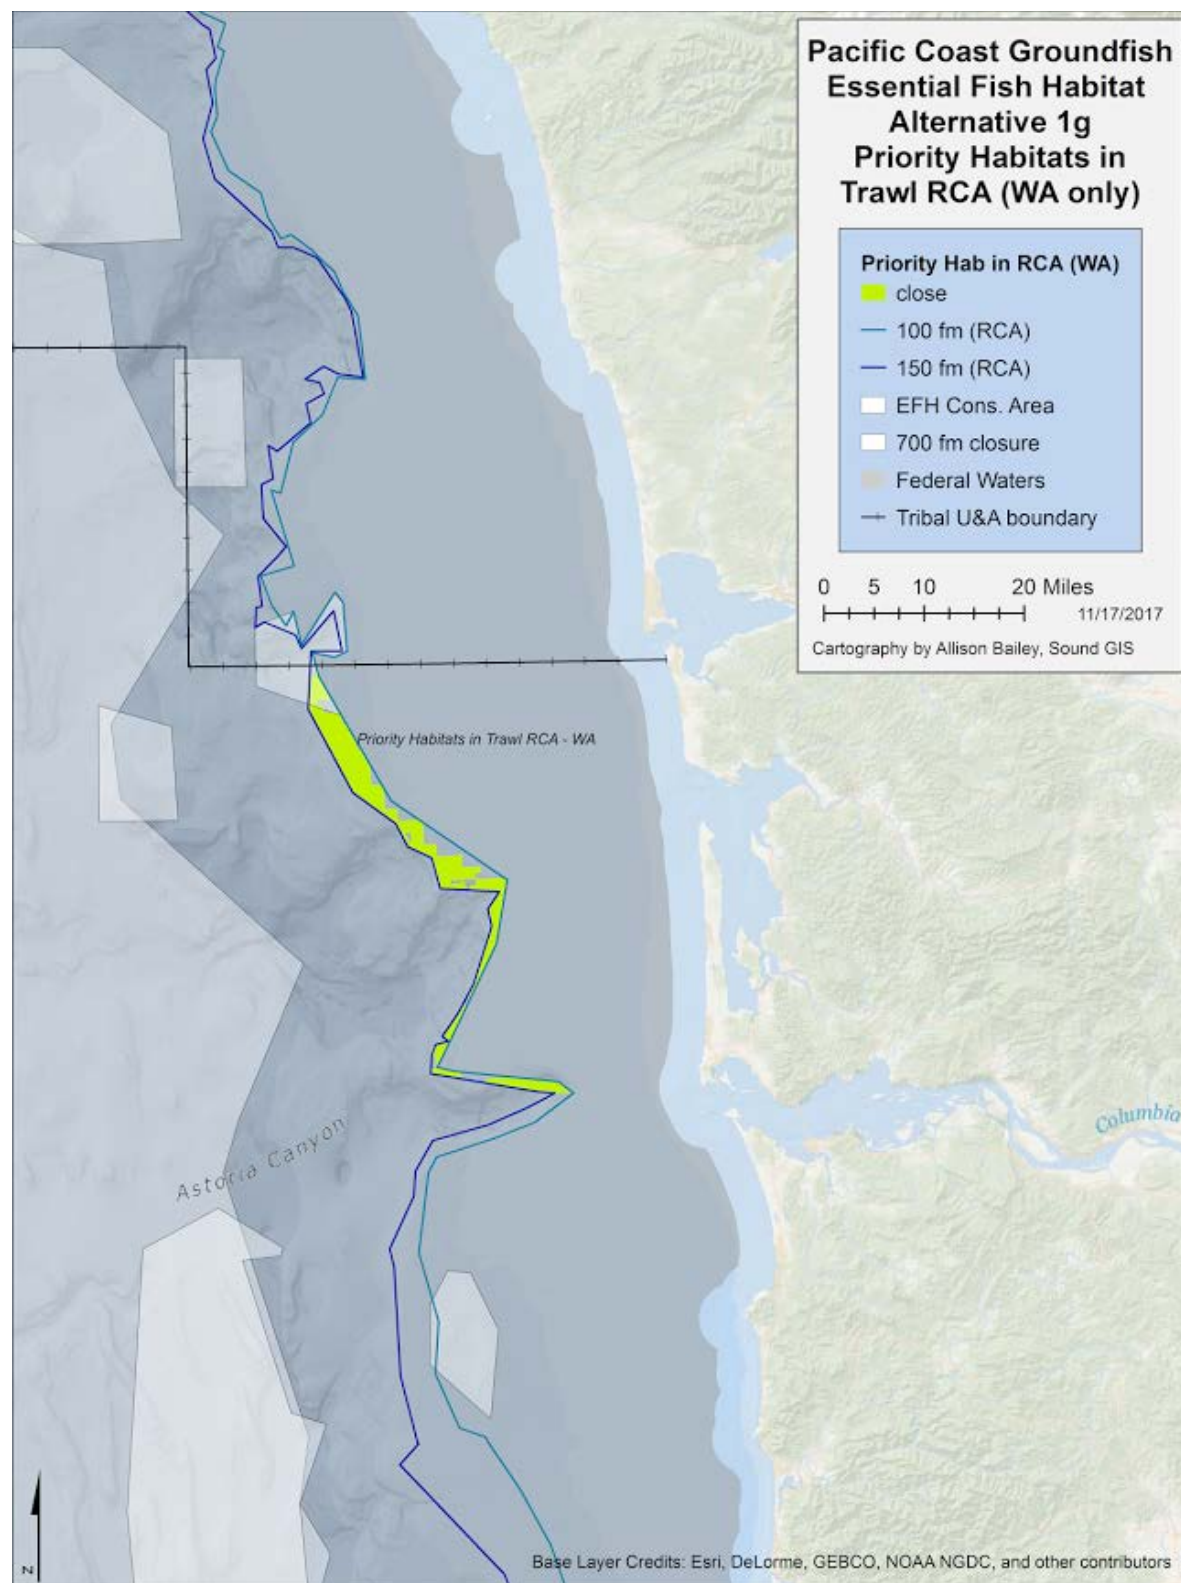 Pacific Coast Groundfish
Essential Fish Habitat
Alternative 1g
Priority Habitats in
Trawl RCA (WA only)
Priority Hab in RCA (WA)
close
100 fm (RCA)
150 fm (RCA)
EFH Cons. Area
700 fm closure
Federal Waters
Tribal U&A boundary
0 5 10 20 Miles
11/17/2017
Cartography by Allison Bailey, Sound GIS
Priority Habitats in Trawl RCA - WA
Columbia
Astoria Canyon
N
Base Layer Credits: Esri, DeLorme, GEBCO, NOAA NGDC, and other contributors